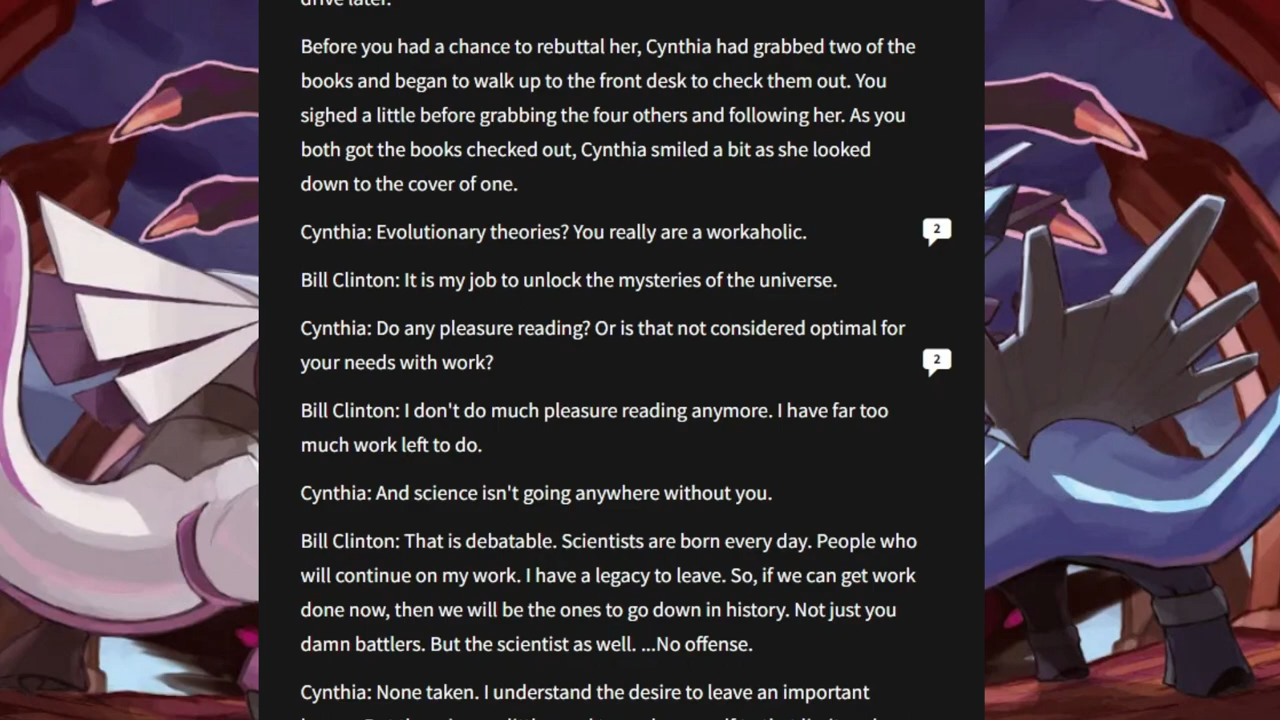 drive later.
Before you had a chance to rebuttal her, Cynthia had grabbed two of the
books and began to walk up to the front desk to check them out. You
sighed a little before grabbing the four others and following her. As you
both got the books checked out, Cynthia smiled a bit as she looked
down to the cover of one.
Cynthia: Evolutionary theories? You really are a workaholic.
2
Bill Clinton: It is my job to unlock the mysteries of the universe.
Cynthia: Do any pleasure reading? Or is that not considered optimal for
your needs with work?
2
Bill Clinton: I don't do much pleasure reading anymore. I have far too
much work left to do.
Cynthia: And science isn't going anywhere without you.
Bill Clinton: That is debatable. Scientists are born every day. People who
will continue on my work. I have a legacy to leave. So, if we can get work
done now, then we will be the ones to go down in history. Not just you
damn battlers. But the scientist as well. ...No offense.
Cynthia: None taken. I understand the desire to leave an important